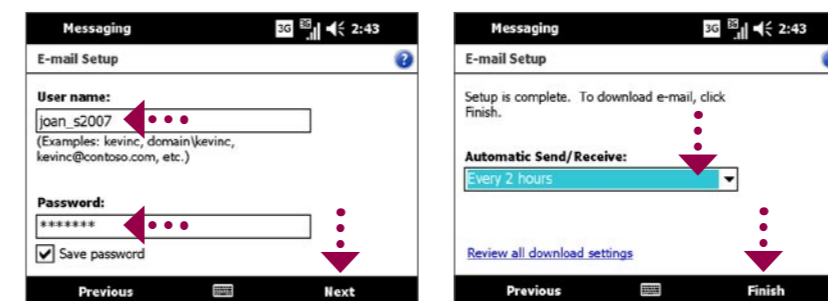 Messaging 3G 2:43
E-mail Setup ?
User name:
joan_s2007
(Examples: kevinc, domain\kevinc,
kevinc@contoso.com, etc.)
Password:
*******
Save password
Previous Next
Messaging 3G 2:43
E-mail Setup
Setup is complete. To download e-mail, click
Finish.
Automatic Send/Receive:
Every 2 hours
Review all download settings
Previous Finish